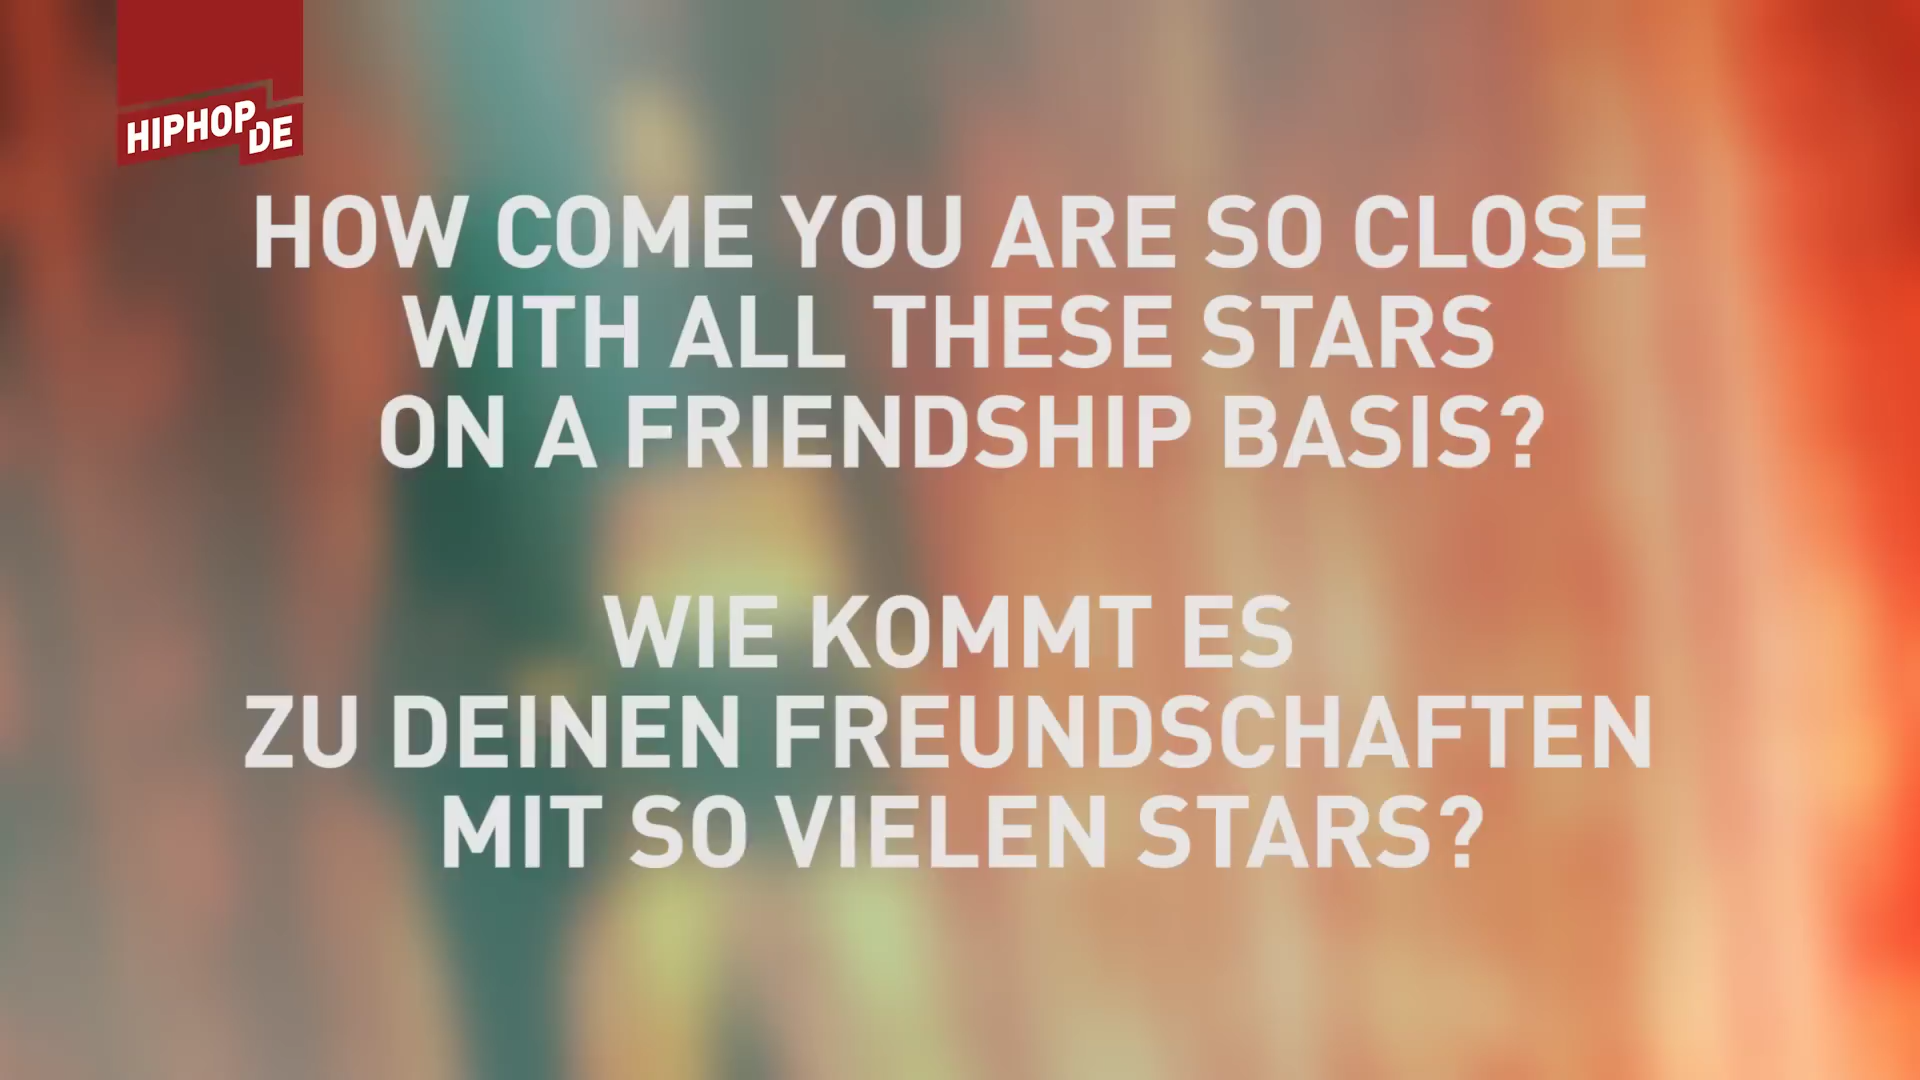 HIPHOP.DE
HOW COME YOU ARE SO CLOSE
WITH ALL THESE STARS
ON A FRIENDSHIP BASIS?
WIE KOMMT ES
ZU DEINEN FREUNDSCHAFTEN
MIT SO VIELEN STARS?